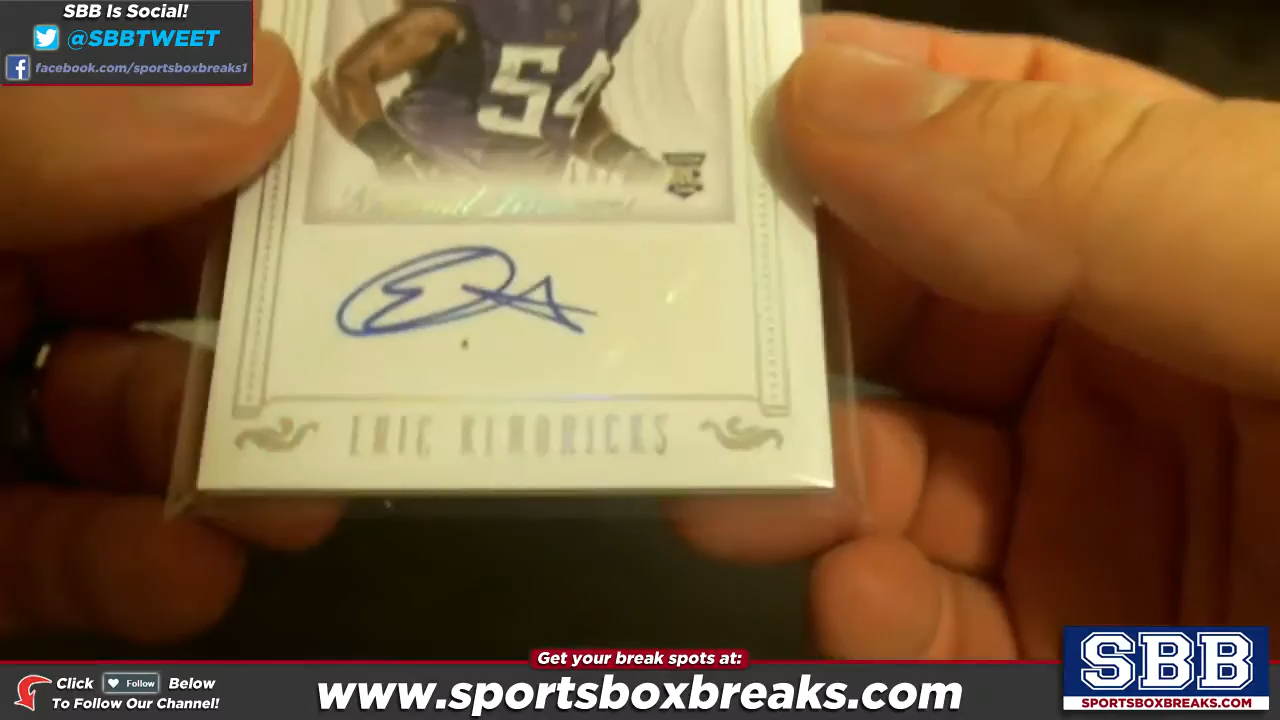 SBB Is Social!
@SBBTWEET
facebook.com/sportsboxbreaks1
54
RC
ERIC KENDRICKS
Get your break spots at:
Click Follow Below
To Follow Our Channel!
www.sportsboxbreaks.com
SBB
SPORTSBOXBREAKS.COM